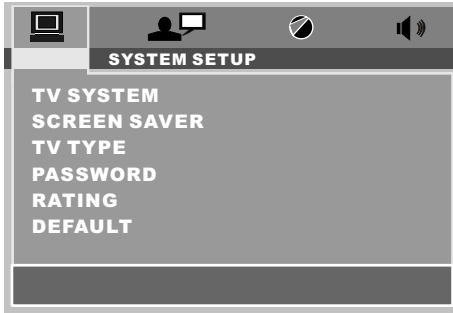 SYSTEM SETUP
TV SYSTEM
SCREEN SAVER
TV TYPE
PASSWORD
RATING
DEFAULT